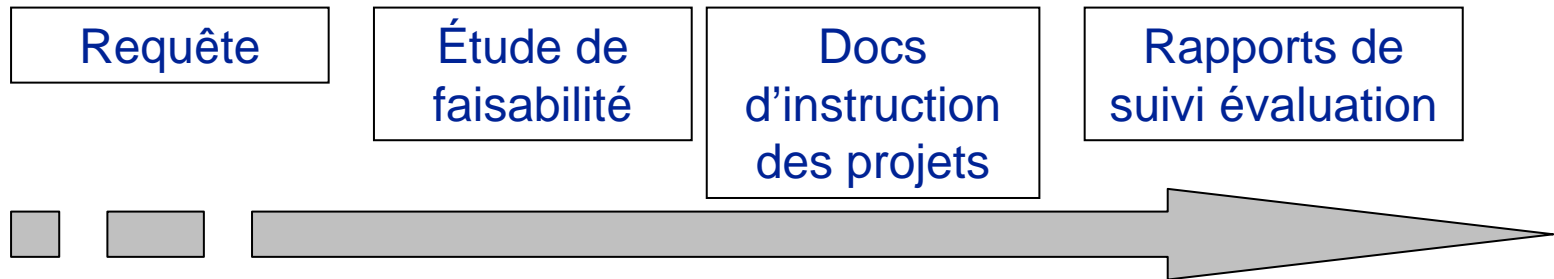 Requête
Étude de
faisabilité
Docs
d'instruction
des projets
Rapports de
suivi évaluation